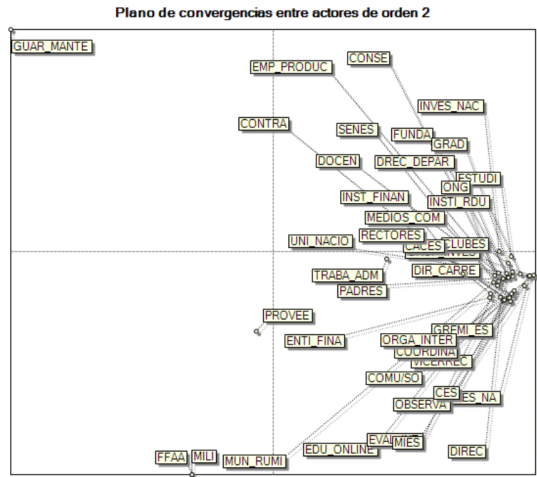 Plano de convergencias entre actores de orden 2
GUAR_MANTE
CONSE
EMP_PRODUC
INVES_NAC
CONTRA
SENES
FUNDA
GRAD
DOCEN
DREC_DEPAR
ESTUDI
ONG
INST_FINAN
INSTI_RDU
MEDIOS_COM
RECTORES
UNI_NACIO
CACES
CLUBES
TRABA_ADM
DIR_CARRE
PADRES
PROVEE
GREMI_ES
ENTI_FINA
ORGA_INTER
COORDINA
VICERREC
COMU/SO
CES
ES_NA
OBSERVA
EVAL
MIES
EDU_ONLINE
DIREC
FFAA
MILI
MUN_RUMI